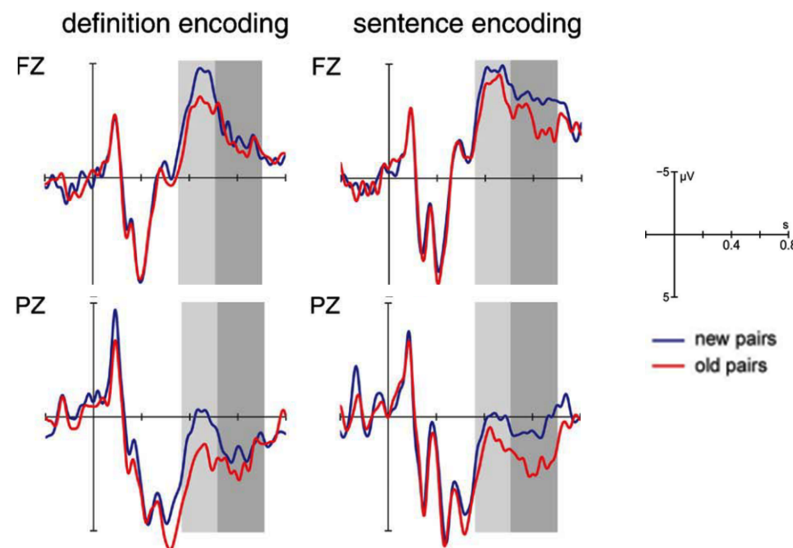 definition encoding
sentence encoding
FZ
FZ
-5
μV
s
0.4
0.8
5
PZ
PZ
new pairs
old pairs